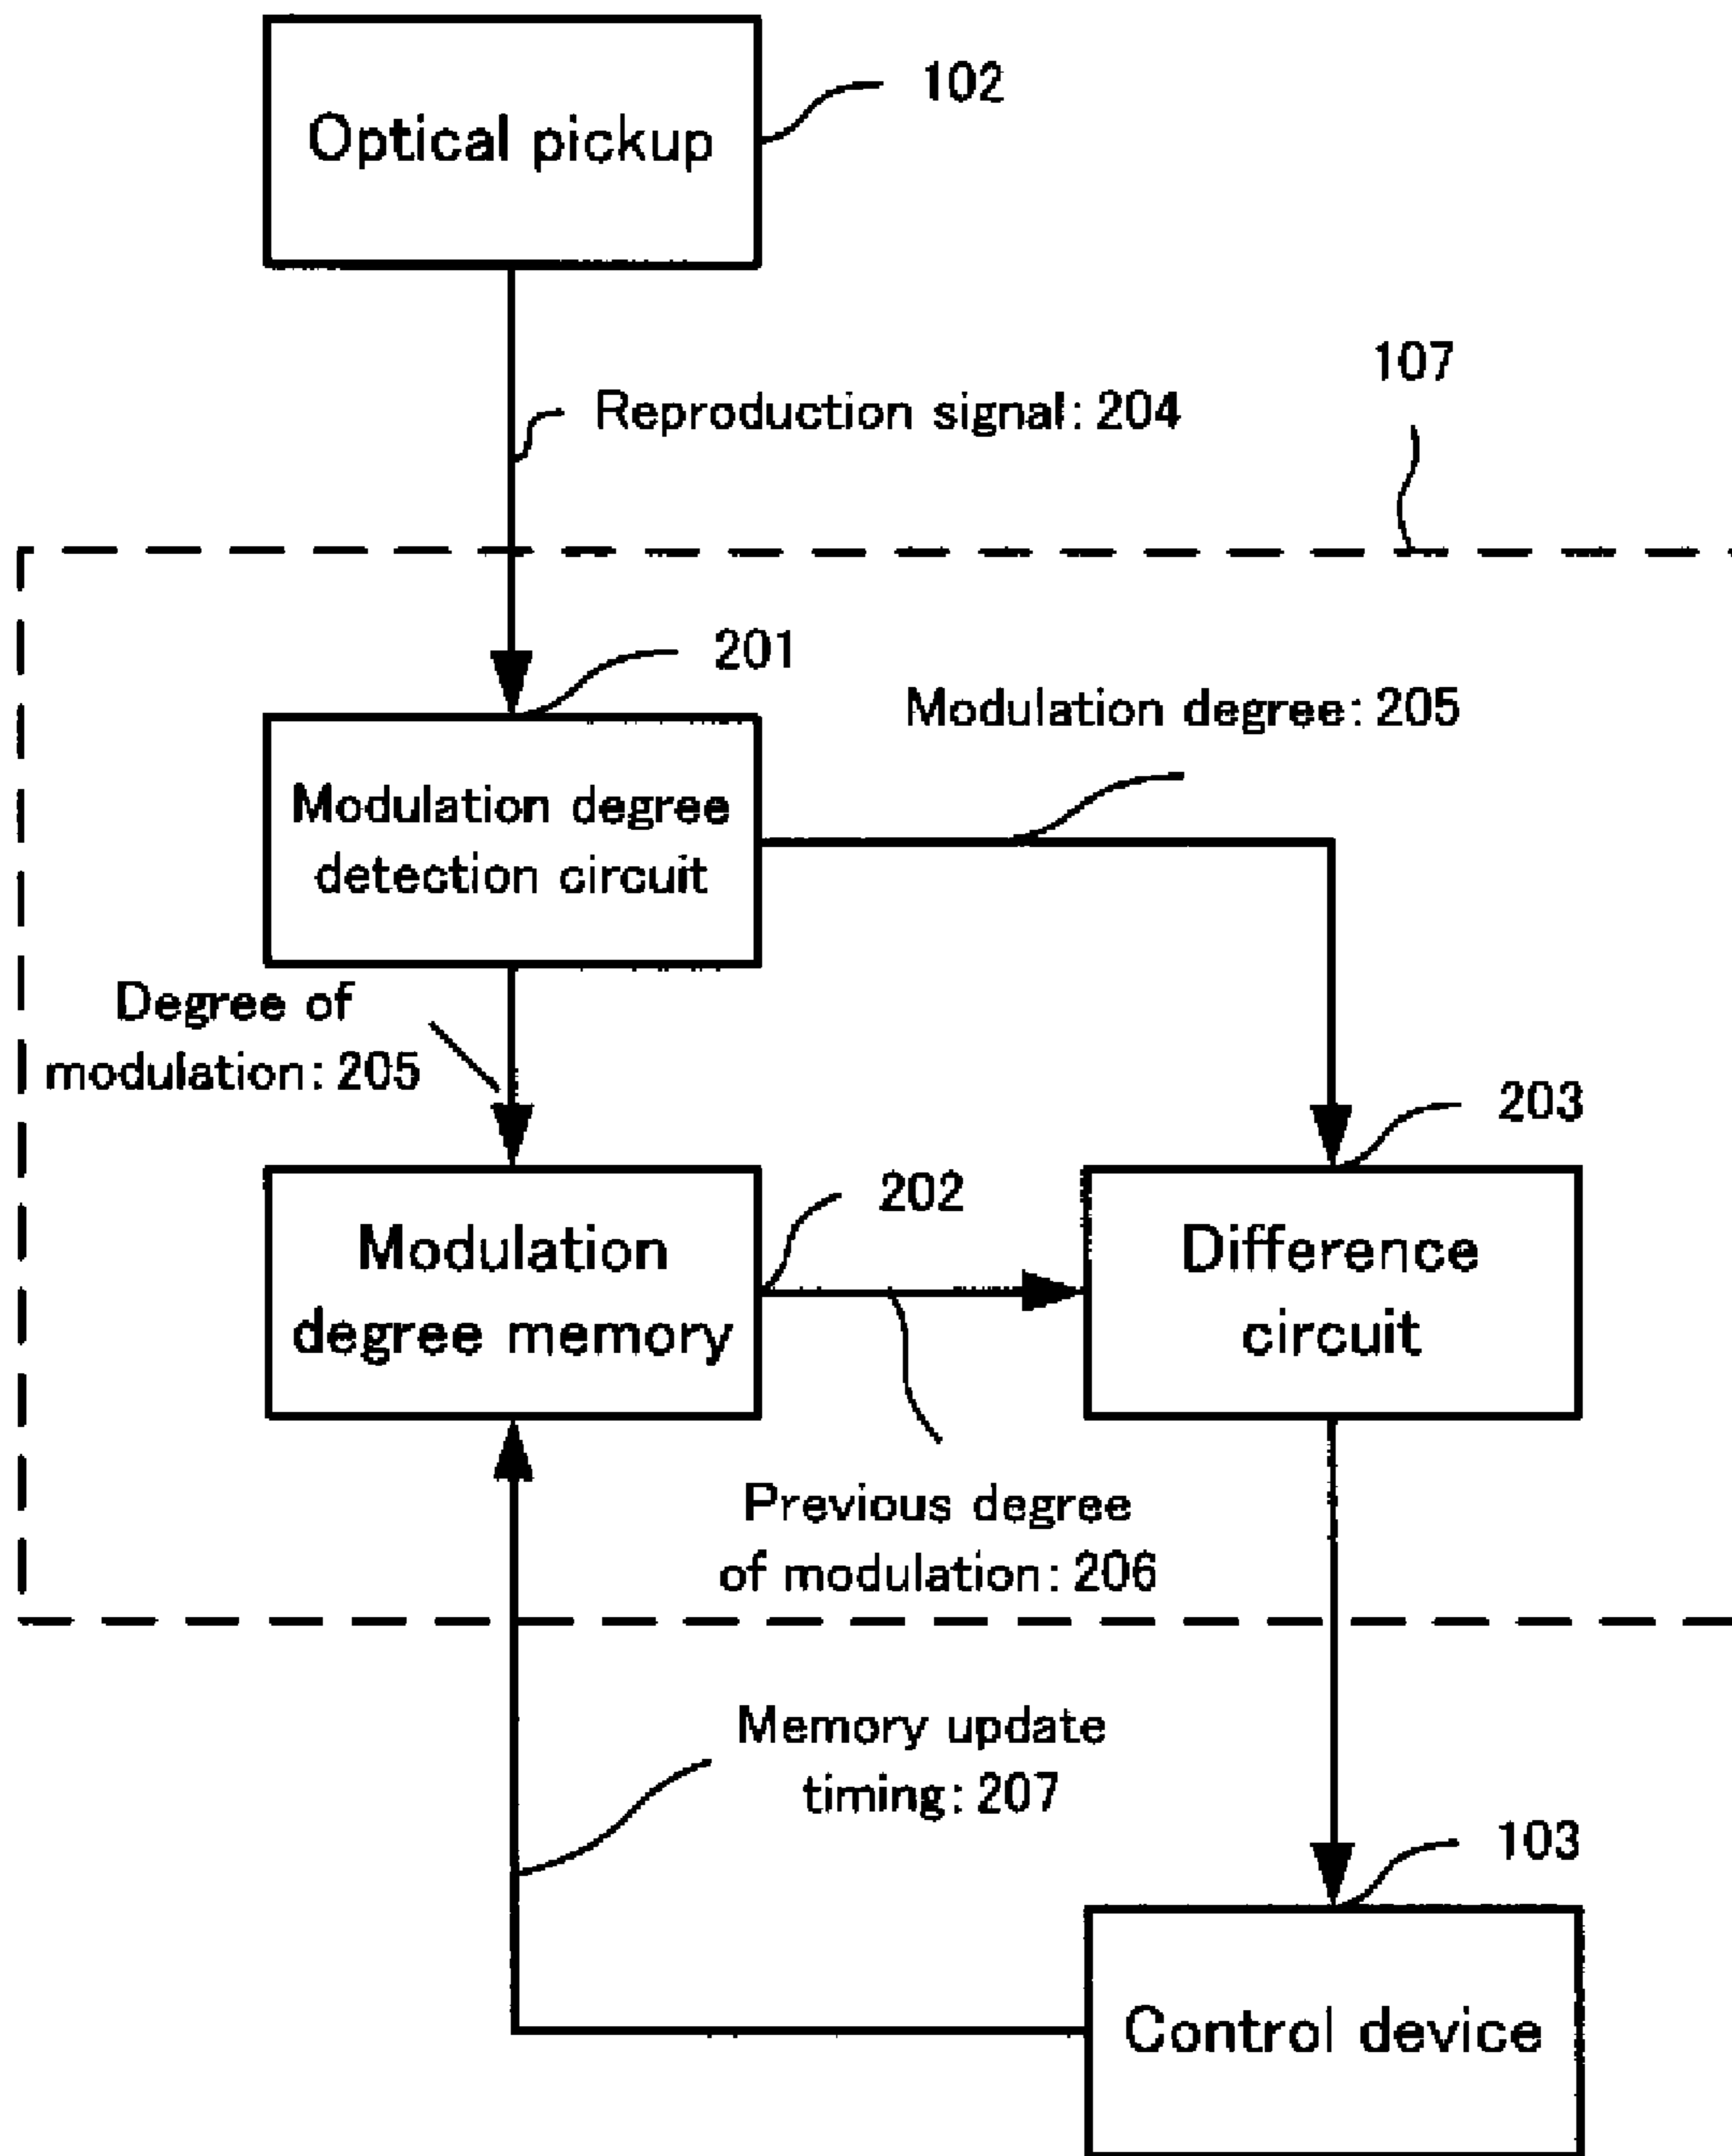 Optical pickup
102
107
Reproduction signal: 204
201
Modulation degree: 205
Modulation degree
detection circuit
Degree of
modulation: 205
203
202
Modulation
degree memory
Difference
circuit
Previous degree
of modulation: 206
Memory update
timing: 207
103
Control device